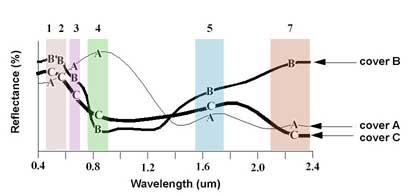 1 2 3 4 5 7
Reflectance (%)
B B B B B B
A A A A A
C C C C C C
cover B
cover A
cover C
0.4 0.8 1.2 1.6 2.0 2.4
Wavelength (um)